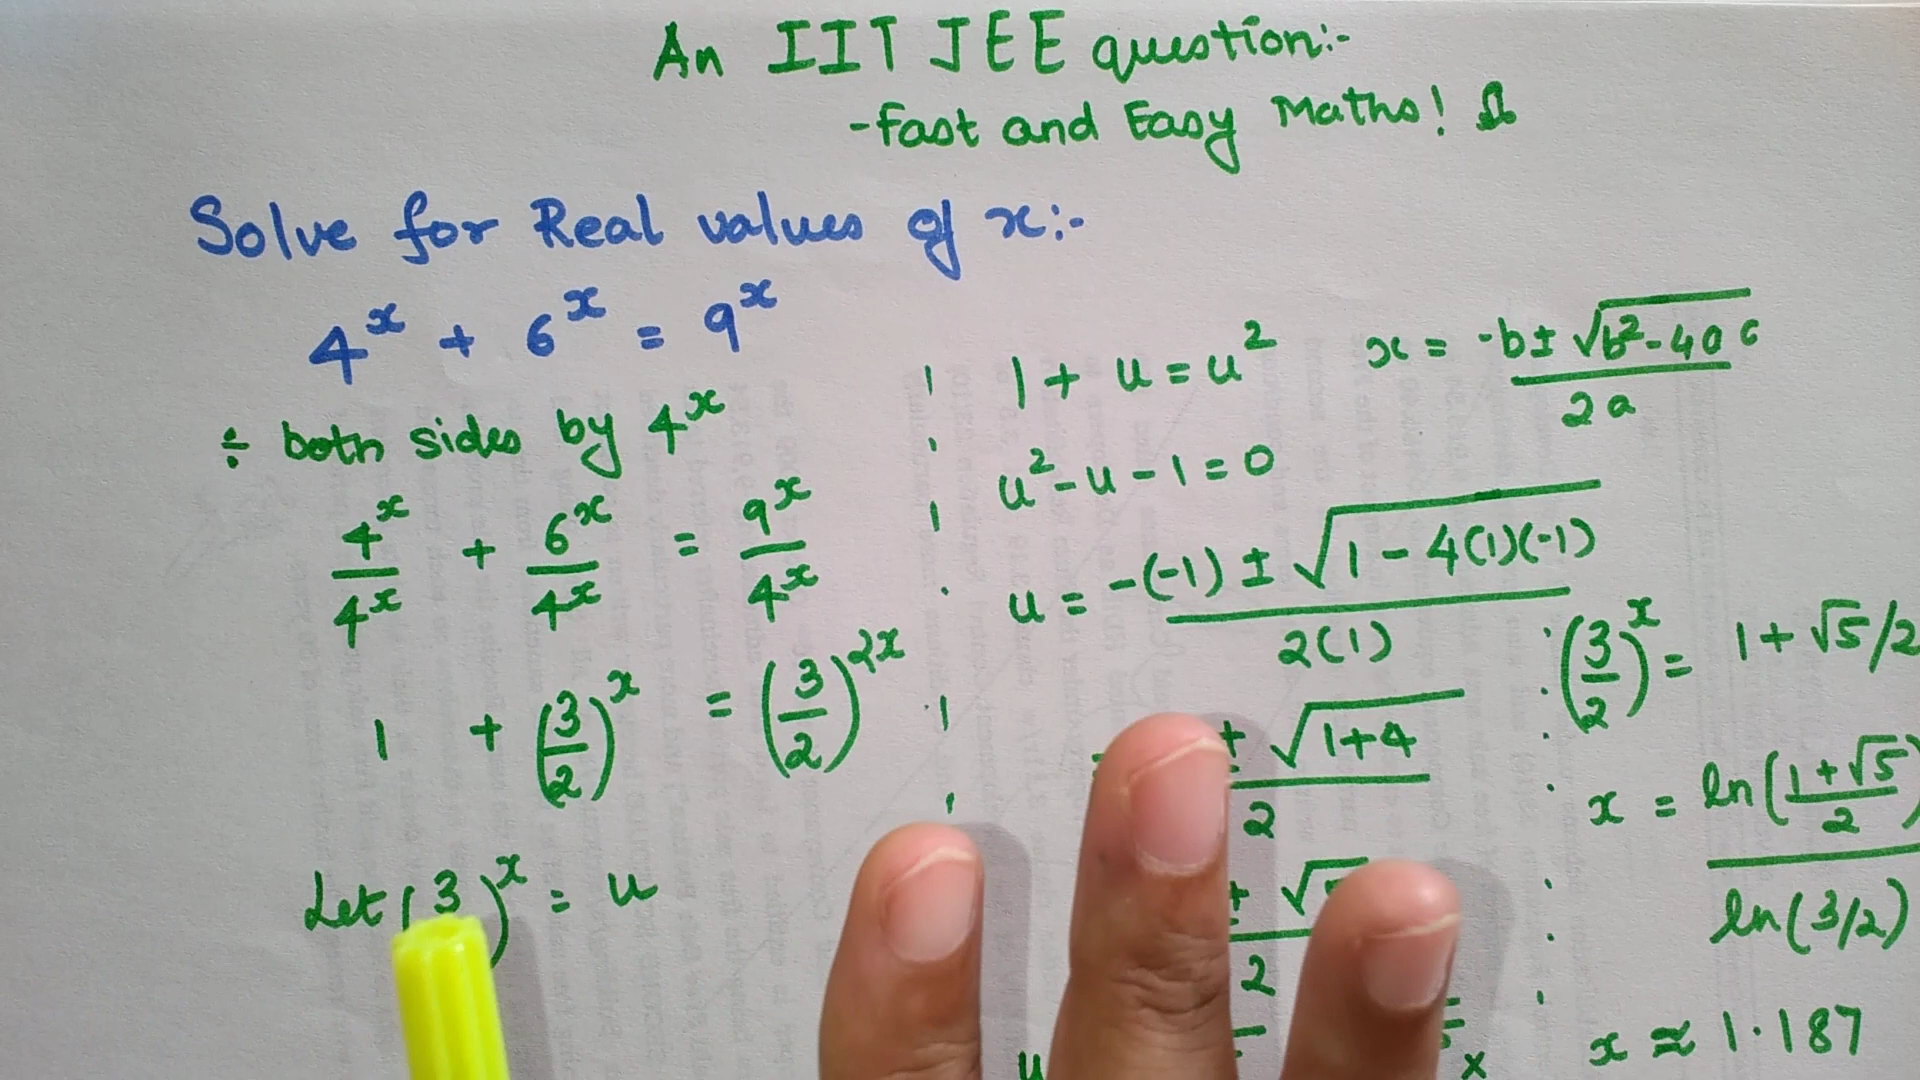 An IIT JEE question:-
-fast and Easy Maths!
Solve for Real values of x:-
4^x + 6^x = 9^x
÷ both sides by 4^x
4^x/4^x + 6^x/4^x = 9^x/4^x
1 + (3/2)^x = (3/2)^2x
Let (3 )^x = u
1 + u = u^2
u^2 - u - 1 = 0
u = -(-1) ± √1 - 4(1)(-1) / 2(1)
± √1+4 / 2
± √ / 2
u
x
x = -b ± √b^2 - 4ac / 2a
(3/2)^x = 1 + √5/2
x = ln(1+√5/2) / ln(3/2)
x ≈ 1.187